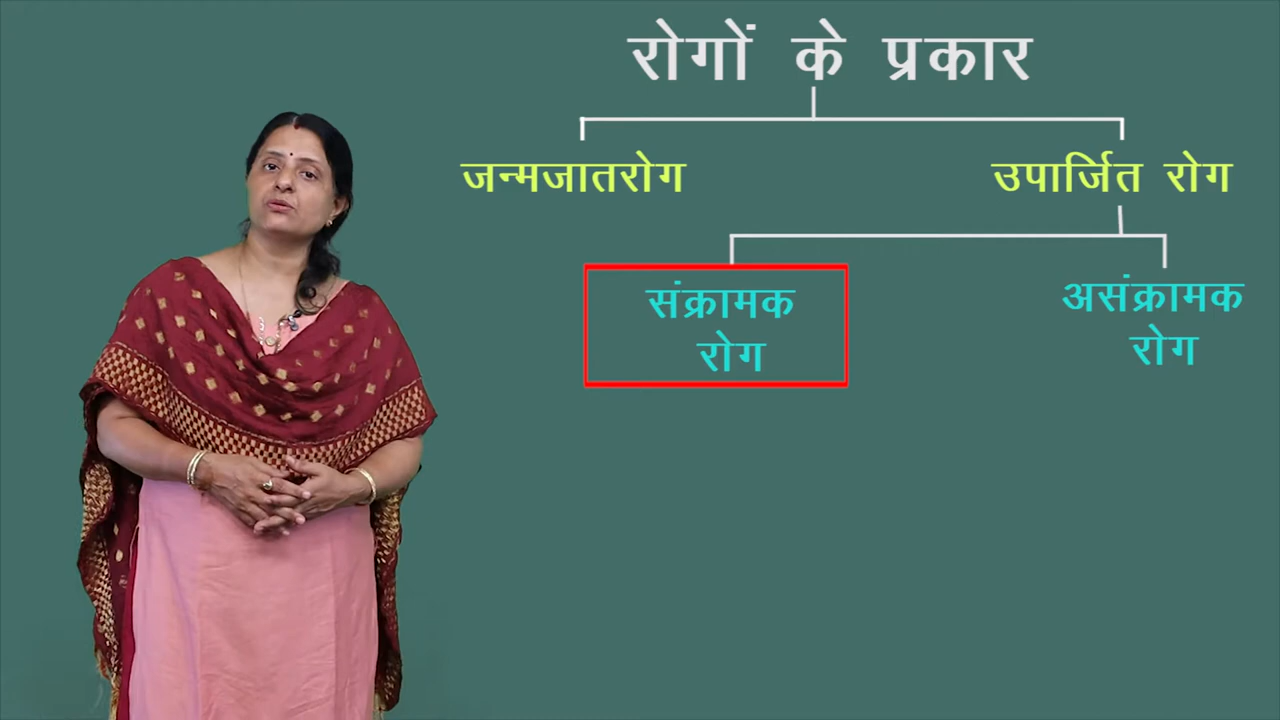 रोगों के प्रकार
जन्मजातरोग
उपार्जित रोग
संक्रामक
रोग
असंक्रामक
रोग